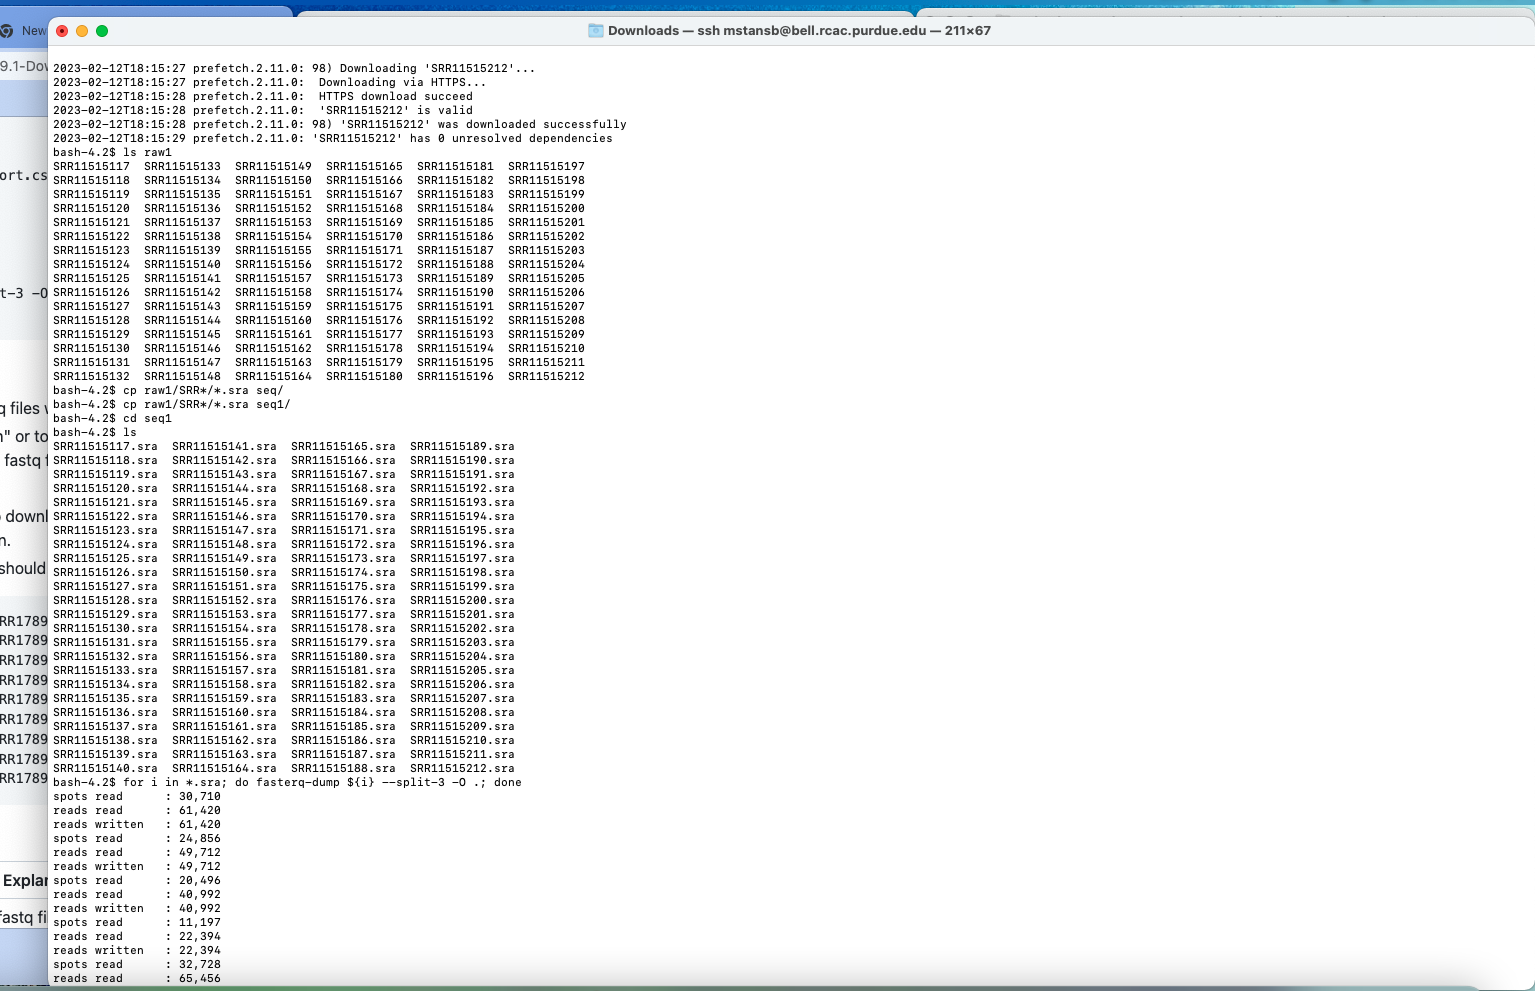 New
Downloads — ssh mstansb@bell.rcac.purdue.edu — 211×67
9.1-Dow
ort.cs
t-3 -O
q files w
n" or to
fastq f
downl
n.
should
RR1789
RR1789
RR1789
RR1789
RR1789
RR1789
RR1789
RR1789
RR1789
Explan
fastq fi
2023-02-12T18:15:27 prefetch.2.11.0: 98) Downloading 'SRR11515212'...
2023-02-12T18:15:27 prefetch.2.11.0:  Downloading via HTTPS...
2023-02-12T18:15:28 prefetch.2.11.0:  HTTPS download succeed
2023-02-12T18:15:28 prefetch.2.11.0:  'SRR11515212' is valid
2023-02-12T18:15:28 prefetch.2.11.0: 98) 'SRR11515212' was downloaded successfully
2023-02-12T18:15:29 prefetch.2.11.0: 'SRR11515212' has 0 unresolved dependencies
bash-4.2$ ls raw1
SRR11515117  SRR11515133  SRR11515149  SRR11515165  SRR11515181  SRR11515197
SRR11515118  SRR11515134  SRR11515150  SRR11515166  SRR11515182  SRR11515198
SRR11515119  SRR11515135  SRR11515151  SRR11515167  SRR11515183  SRR11515199
SRR11515120  SRR11515136  SRR11515152  SRR11515168  SRR11515184  SRR11515200
SRR11515121  SRR11515137  SRR11515153  SRR11515169  SRR11515185  SRR11515201
SRR11515122  SRR11515138  SRR11515154  SRR11515170  SRR11515186  SRR11515202
SRR11515123  SRR11515139  SRR11515155  SRR11515171  SRR11515187  SRR11515203
SRR11515124  SRR11515140  SRR11515156  SRR11515172  SRR11515188  SRR11515204
SRR11515125  SRR11515141  SRR11515157  SRR11515173  SRR11515189  SRR11515205
SRR11515126  SRR11515142  SRR11515158  SRR11515174  SRR11515190  SRR11515206
SRR11515127  SRR11515143  SRR11515159  SRR11515175  SRR11515191  SRR11515207
SRR11515128  SRR11515144  SRR11515160  SRR11515176  SRR11515192  SRR11515208
SRR11515129  SRR11515145  SRR11515161  SRR11515177  SRR11515193  SRR11515209
SRR11515130  SRR11515146  SRR11515162  SRR11515178  SRR11515194  SRR11515210
SRR11515131  SRR11515147  SRR11515163  SRR11515179  SRR11515195  SRR11515211
SRR11515132  SRR11515148  SRR11515164  SRR11515180  SRR11515196  SRR11515212
bash-4.2$ cp raw1/SRR*/*.sra seq/
bash-4.2$ cp raw1/SRR*/*.sra seq1/
bash-4.2$ cd seq1
bash-4.2$ ls
SRR11515117.sra  SRR11515141.sra  SRR11515165.sra  SRR11515189.sra
SRR11515118.sra  SRR11515142.sra  SRR11515166.sra  SRR11515190.sra
SRR11515119.sra  SRR11515143.sra  SRR11515167.sra  SRR11515191.sra
SRR11515120.sra  SRR11515144.sra  SRR11515168.sra  SRR11515192.sra
SRR11515121.sra  SRR11515145.sra  SRR11515169.sra  SRR11515193.sra
SRR11515122.sra  SRR11515146.sra  SRR11515170.sra  SRR11515194.sra
SRR11515123.sra  SRR11515147.sra  SRR11515171.sra  SRR11515195.sra
SRR11515124.sra  SRR11515148.sra  SRR11515172.sra  SRR11515196.sra
SRR11515125.sra  SRR11515149.sra  SRR11515173.sra  SRR11515197.sra
SRR11515126.sra  SRR11515150.sra  SRR11515174.sra  SRR11515198.sra
SRR11515127.sra  SRR11515151.sra  SRR11515175.sra  SRR11515199.sra
SRR11515128.sra  SRR11515152.sra  SRR11515176.sra  SRR11515200.sra
SRR11515129.sra  SRR11515153.sra  SRR11515177.sra  SRR11515201.sra
SRR11515130.sra  SRR11515154.sra  SRR11515178.sra  SRR11515202.sra
SRR11515131.sra  SRR11515155.sra  SRR11515179.sra  SRR11515203.sra
SRR11515132.sra  SRR11515156.sra  SRR11515180.sra  SRR11515204.sra
SRR11515133.sra  SRR11515157.sra  SRR11515181.sra  SRR11515205.sra
SRR11515134.sra  SRR11515158.sra  SRR11515182.sra  SRR11515206.sra
SRR11515135.sra  SRR11515159.sra  SRR11515183.sra  SRR11515207.sra
SRR11515136.sra  SRR11515160.sra  SRR11515184.sra  SRR11515208.sra
SRR11515137.sra  SRR11515161.sra  SRR11515185.sra  SRR11515209.sra
SRR11515138.sra  SRR11515162.sra  SRR11515186.sra  SRR11515210.sra
SRR11515139.sra  SRR11515163.sra  SRR11515187.sra  SRR11515211.sra
SRR11515140.sra  SRR11515164.sra  SRR11515188.sra  SRR11515212.sra
bash-4.2$ for i in *.sra; do fasterq-dump ${i} --split-3 -O .; done
spots read      : 30,710
reads read      : 61,420
reads written   : 61,420
spots read      : 24,856
reads read      : 49,712
reads written   : 49,712
spots read      : 20,496
reads read      : 40,992
reads written   : 40,992
spots read      : 11,197
reads read      : 22,394
reads written   : 22,394
spots read      : 32,728
reads read      : 65,456